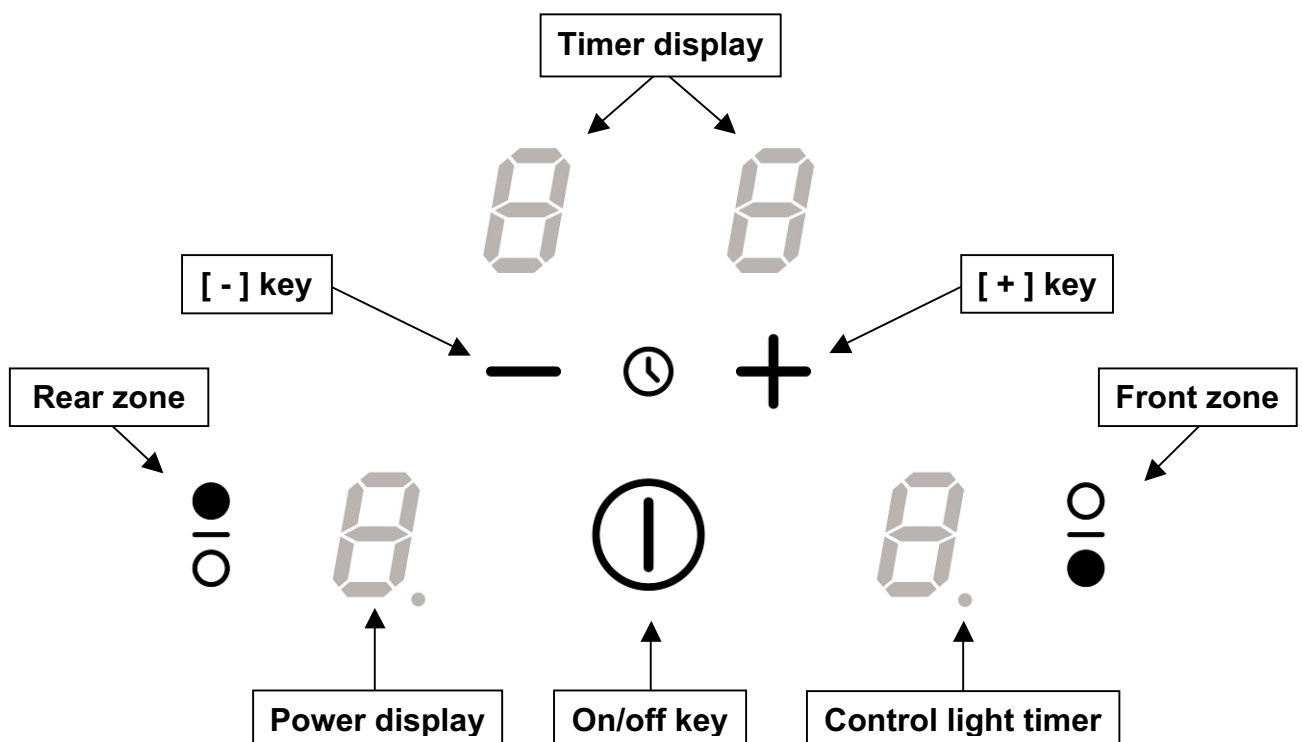 Timer display
[ - ] key
[ + ] key
Rear zone
Front zone
Power display
On/off key
Control light timer